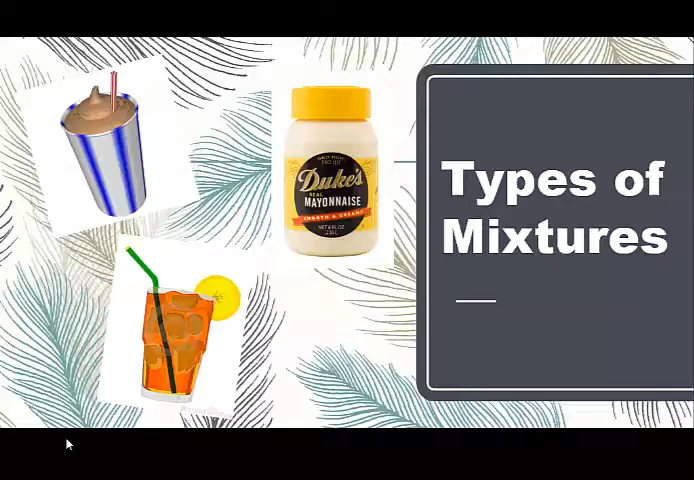 Types of
Mixtures
Duke's
REAL
MAYONNAISE
SMOOTH & CREAMY